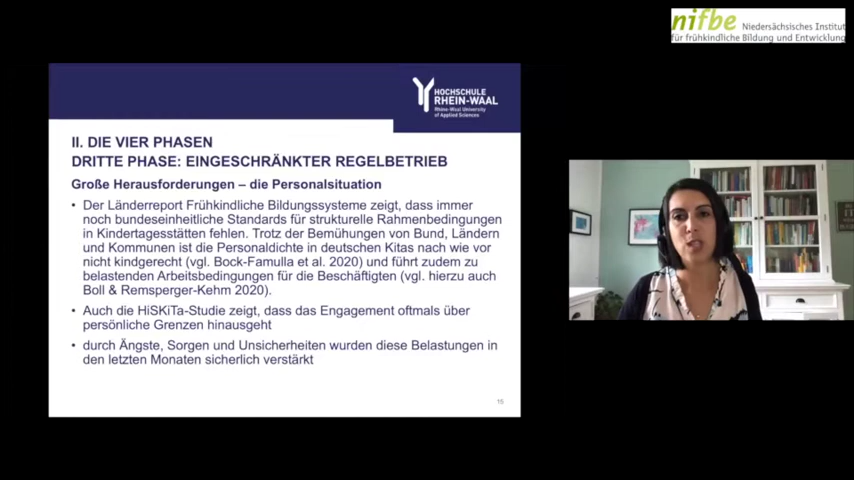 nifbe Niedersächsisches Institut
für frühkindliche Bildung und Entwicklung
HOCHSCHULE
RHEIN-WAAL
Rhine-Waal University
of Applied Sciences
II. DIE VIER PHASEN
DRITTE PHASE: EINGESCHRÄNKTER REGELBETRIEB
Große Herausforderungen – die Personalsituation
• Der Länderreport Frühkindliche Bildungssysteme zeigt, dass immer
noch bundeseinheitliche Standards für strukturelle Rahmenbedingungen
in Kindertagesstätten fehlen. Trotz der Bemühungen von Bund, Ländern
und Kommunen ist die Personaldichte in deutschen Kitas nach wie vor
nicht kindgerecht (vgl. Bock-Famulla et al. 2020) und führt zudem zu
belastenden Arbeitsbedingungen für die Beschäftigten (vgl. hierzu auch
Boll & Remsperger-Kehm 2020).
• Auch die HiSKiTa-Studie zeigt, dass das Engagement oftmals über
persönliche Grenzen hinausgeht
• durch Ängste, Sorgen und Unsicherheiten wurden diese Belastungen in
den letzten Monaten sicherlich verstärkt
15